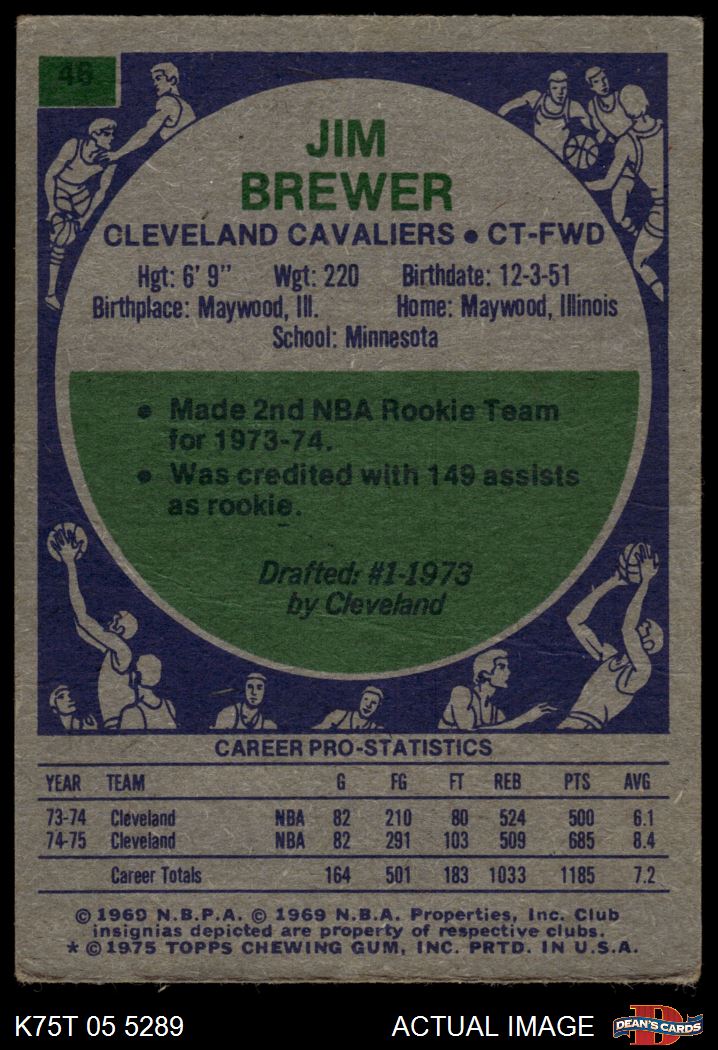 46
JIM
BREWER
CLEVELAND CAVALIERS • CT-FWD
Hgt: 6' 9" Wgt: 220 Birthdate: 12-3-51
Birthplace: Maywood, Ill. Home: Maywood, Illinois
School: Minnesota
• Made 2nd NBA Rookie Team
for 1973-74.
• Was credited with 149 assists
as rookie.
Drafted: #1-1973
by Cleveland
CAREER PRO-STATISTICS
YEAR TEAM G FG FT REB PTS AVG
73-74 Cleveland NBA 82 210 80 524 500 6.1
74-75 Cleveland NBA 82 291 103 509 685 8.4
Career Totals 164 501 183 1033 1185 7.2
© 1969 N.B.P.A. © 1969 N.B.A. Properties, Inc. Club
insignias depicted are property of respective clubs.
* © 1975 TOPPS CHEWING GUM, INC. PRTD. IN U.S.A.
K75T 05 5289 ACTUAL IMAGE D DEAN'S CARDS